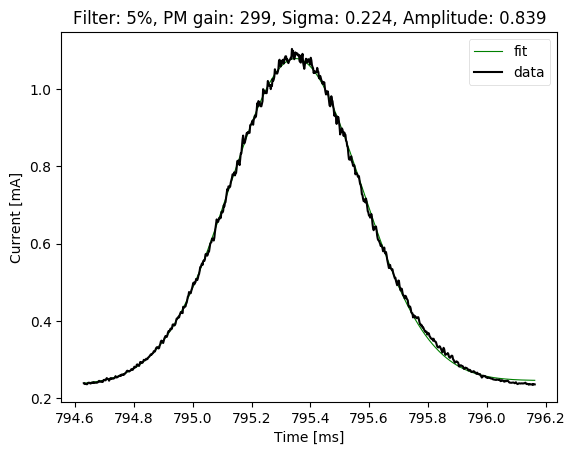 Filter: 5%, PM gain: 299, Sigma: 0.224, Amplitude: 0.839
fit
data
1.0
0.8
0.6
0.4
0.2
Current [mA]
794.6 794.8 795.0 795.2 795.4 795.6 795.8 796.0 796.2
Time [ms]